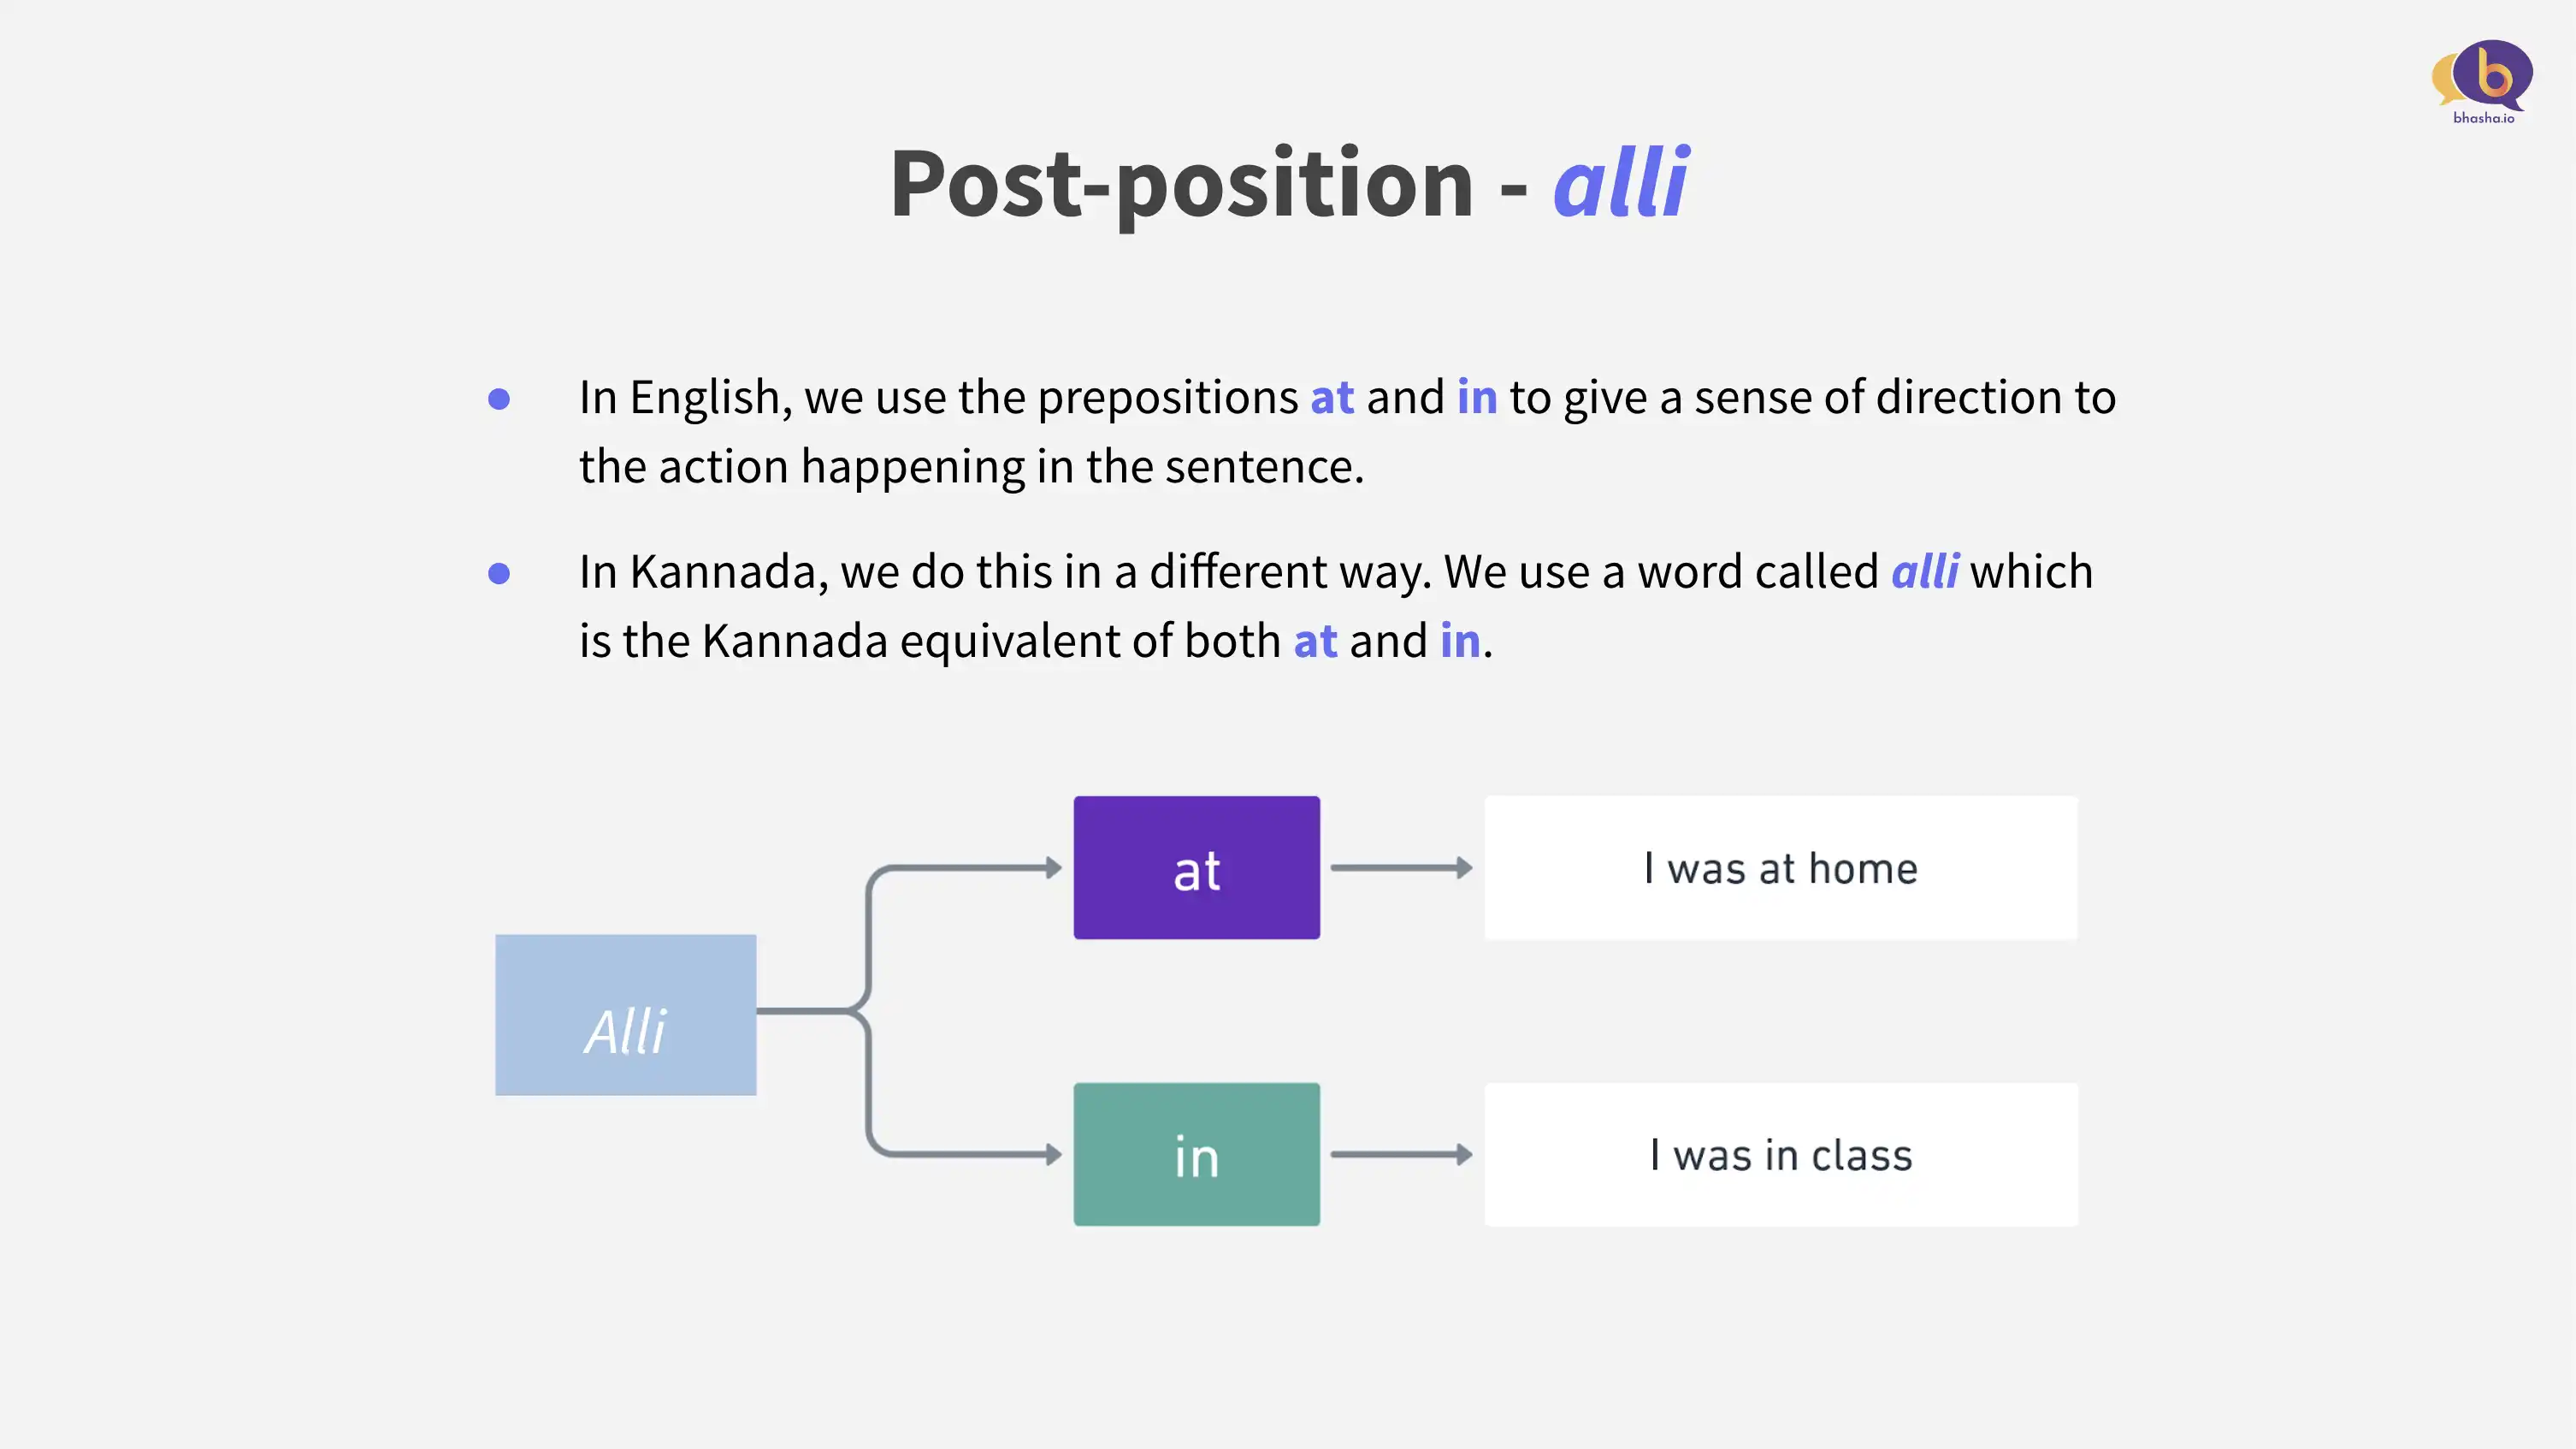 bhasha.io
Post-position - alli
● In English, we use the prepositions at and in to give a sense of direction to
the action happening in the sentence.
● In Kannada, we do this in a different way. We use a word called alli which
is the Kannada equivalent of both at and in.
at
I was at home
Alli
in
I was in class